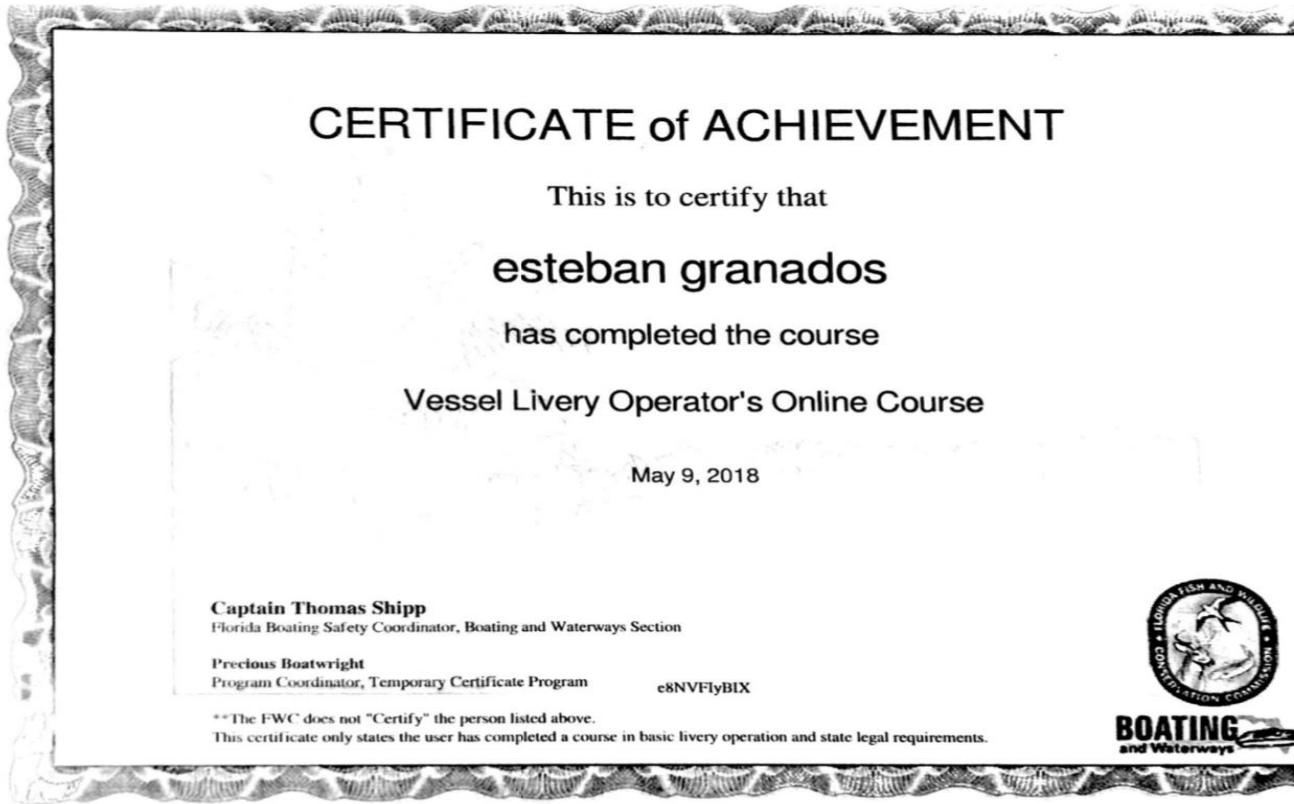 CERTIFICATE of ACHIEVEMENT
This is to certify that
esteban granados
has completed the course
Vessel Livery Operator's Online Course
May 9, 2018
Captain Thomas Shipp
Florida Boating Safety Coordinator, Boating and Waterways Section
Precious Boatwright
Program Coordinator, Temporary Certificate Program
e8NVFIyBIX
**The FWC does not "Certify" the person listed above.
This certificate only states the user has completed a course in basic livery operation and state legal requirements.
FLORIDA FISH AND WILDLIFE
CONSERVATION COMMISSION
BOATING
and Waterways